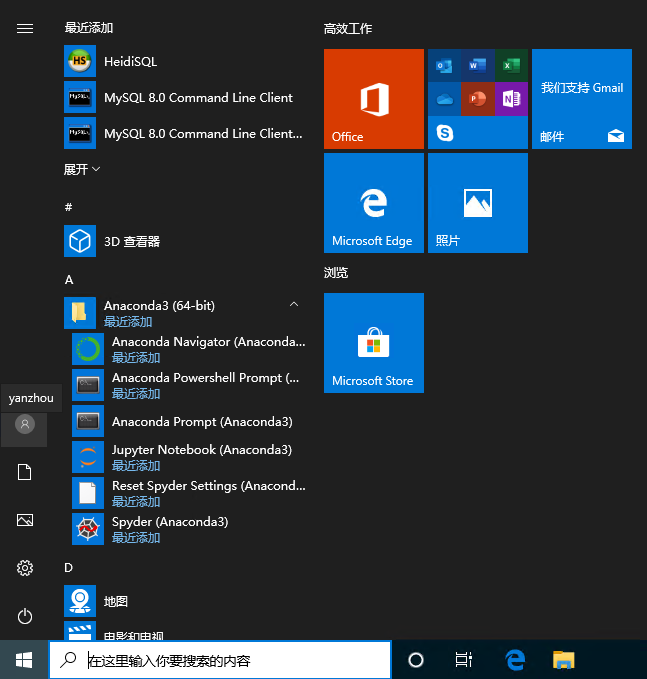 最近添加
HeidiSQL
MySQL 8.0 Command Line Client
MySQL 8.0 Command Line Client...
展开
#
3D 查看器
A
Anaconda3 (64-bit)
最近添加
Anaconda Navigator (Anaconda...
最近添加
Anaconda Powershell Prompt (...
最近添加
Anaconda Prompt (Anaconda3)
Jupyter Notebook (Anaconda3)
最近添加
Reset Spyder Settings (Anacond...
最近添加
Spyder (Anaconda3)
最近添加
D
地图
电影和电视
yanzhou
高效工作
Office
我们支持 Gmail
邮件
Microsoft Edge
照片
浏览
Microsoft Store
在这里输入你要搜索的内容